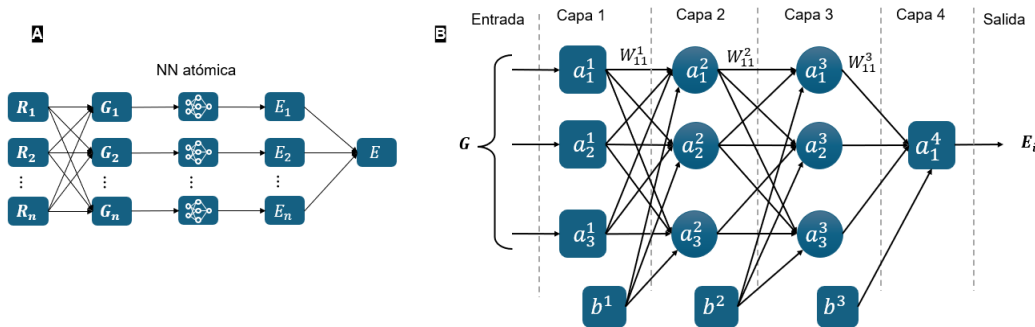 A
NN atómica
R₁ G₁ E₁
R₂ G₂ E₂ E
⋮ ⋮ ⋮ ⋮
Rₙ Gₙ Eₙ
B
Entrada Capa 1 Capa 2 Capa 3 Capa 4 Salida
W₁₁¹ W₁₁² W₁₁³
a₁¹ a₁² a₁³
G a₂¹ a₂² a₂³ a₁⁴ Eᵢ
a₃¹ a₃² a₃³
b¹ b² b³